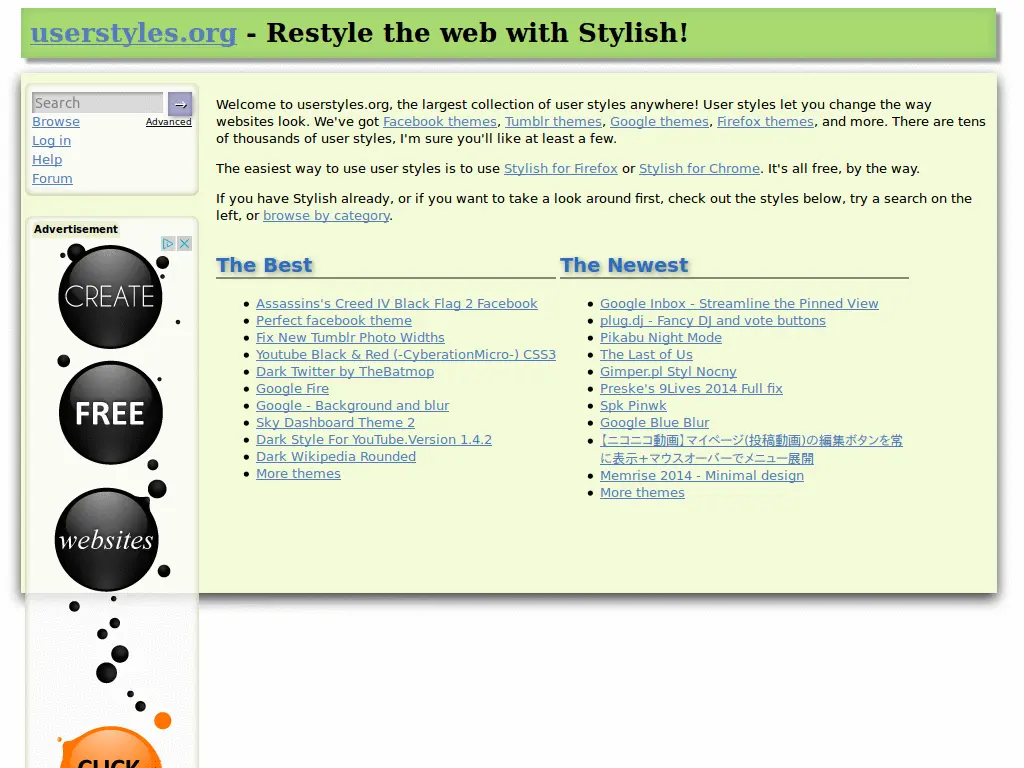 userstyles.org - Restyle the web with Stylish!
Search →
Browse Advanced
Log in
Help
Forum
Advertisement
CREATE
FREE
websites
CLICK
Welcome to userstyles.org, the largest collection of user styles anywhere! User styles let you change the way
websites look. We've got Facebook themes, Tumblr themes, Google themes, Firefox themes, and more. There are tens
of thousands of user styles, I'm sure you'll like at least a few.
The easiest way to use user styles is to use Stylish for Firefox or Stylish for Chrome. It's all free, by the way.
If you have Stylish already, or if you want to take a look around first, check out the styles below, try a search on the
left, or browse by category.
The Best
Assassins's Creed IV Black Flag 2 Facebook
Perfect facebook theme
Fix New Tumblr Photo Widths
Youtube Black & Red (-CyberationMicro-) CSS3
Dark Twitter by TheBatmop
Google Fire
Google - Background and blur
Sky Dashboard Theme 2
Dark Style For YouTube.Version 1.4.2
Dark Wikipedia Rounded
More themes
The Newest
Google Inbox - Streamline the Pinned View
plug.dj - Fancy DJ and vote buttons
Pikabu Night Mode
The Last of Us
Gimper.pl Styl Nocny
Preske's 9Lives 2014 Full fix
Spk Pinwk
Google Blue Blur
【ニコニコ動画】マイページ(投稿動画)の編集ボタンを常
に表示+マウスオーバーでメニュー展開
Memrise 2014 - Minimal design
More themes